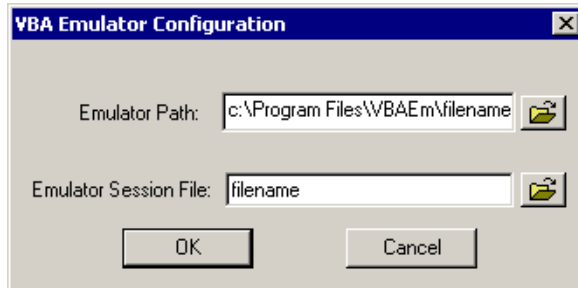 VBA Emulator Configuration
Emulator Path: c:\Program Files\VBAEm\filename
Emulator Session File: filename
OK Cancel